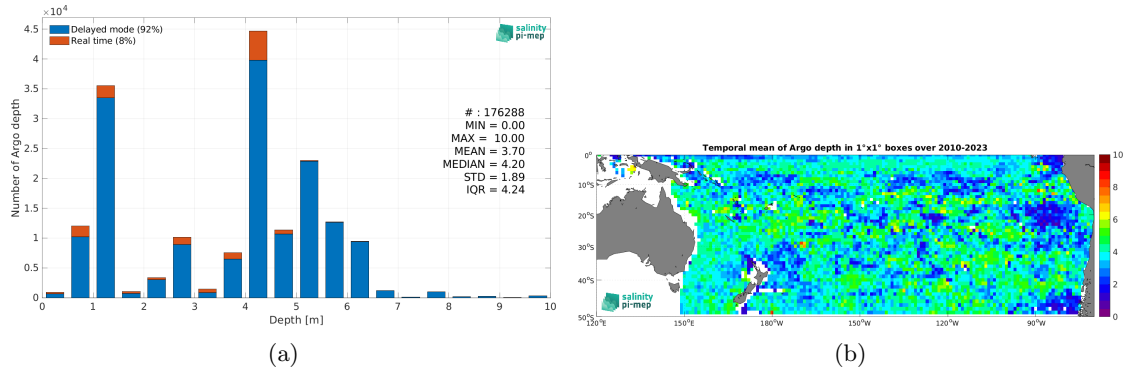 ×10⁴
4.5
4
3.5
3
2.5
2
1.5
1
0.5
0
Number of Argo depth
Delayed mode (92%)
Real time (8%)
salinity
pi-mep
# : 176288
MIN = 0.00
MAX = 10.00
MEAN = 3.70
MEDIAN = 4.20
STD = 1.89
IQR = 4.24
0 1 2 3 4 5 6 7 8 9 10
Depth [m]
(a)
Temporal mean of Argo depth in 1°x1° boxes over 2010-2023
0°
10°S
20°S
30°S
40°S
50°S
salinity
pi-mep
120°E 150°E 180°W 150°W 120°W 90°W
10
8
6
4
2
0
(b)